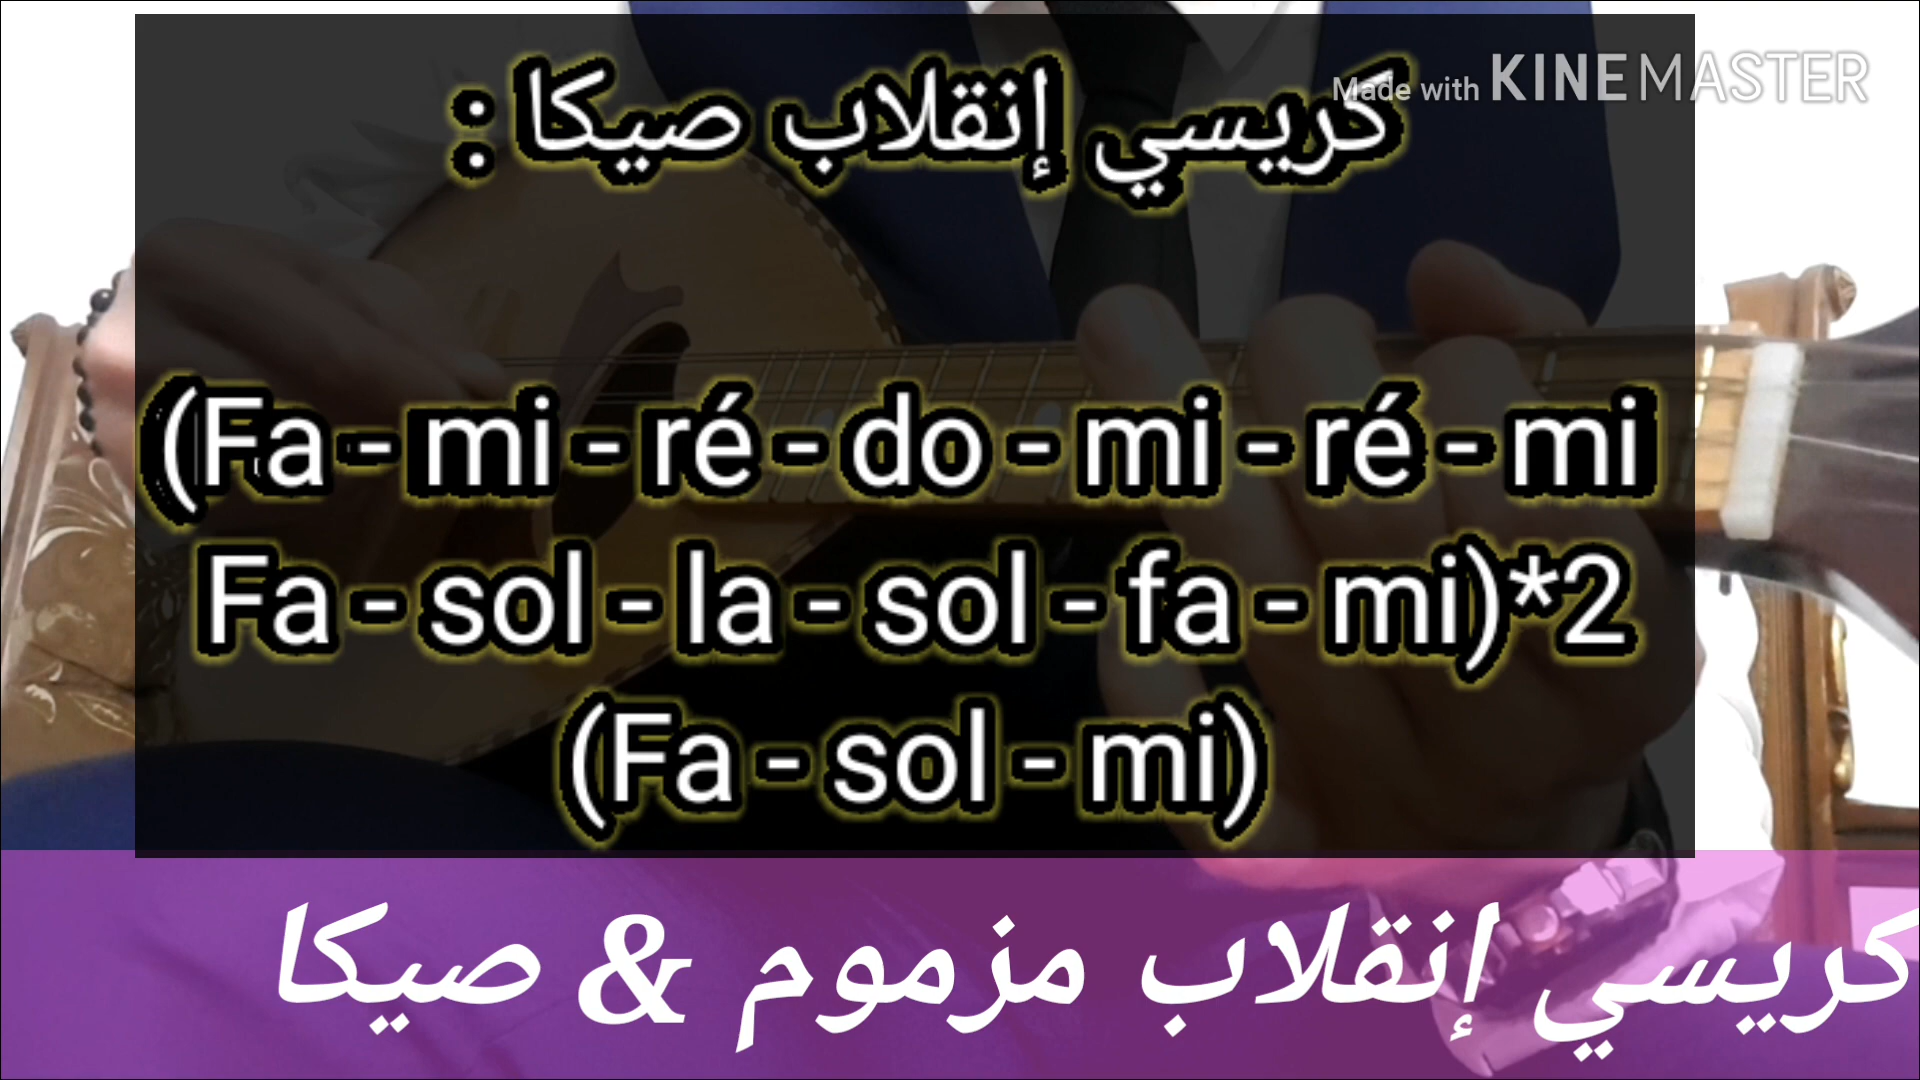 Made with KINEMASTER
كريسي إنقلاب صيكا :
(Fa - mi - ré - do - mi - ré - mi
Fa - sol - la - sol - fa - mi)*2
(Fa - sol - mi)
كريسي إنقلاب مزموم & صيكا